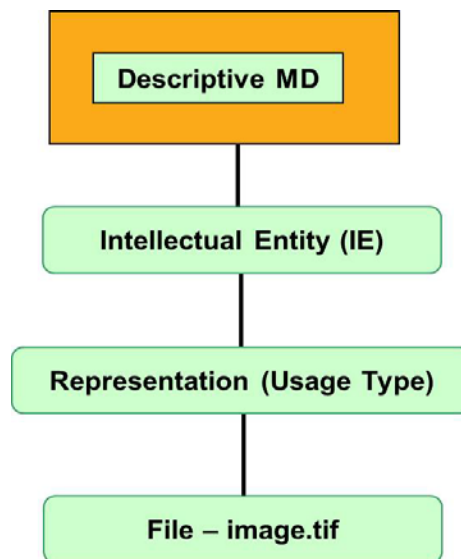 Descriptive MD
Intellectual Entity (IE)
Representation (Usage Type)
File – image.tif